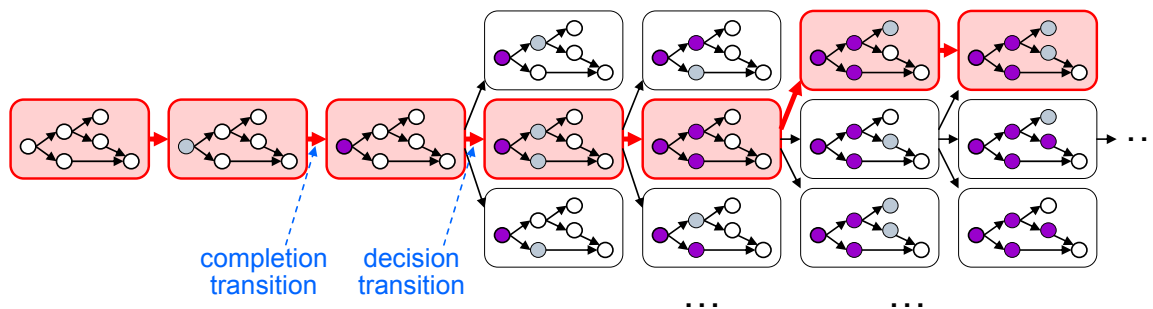 · ·
completion
transition
decision
transition
· · ·
· · ·